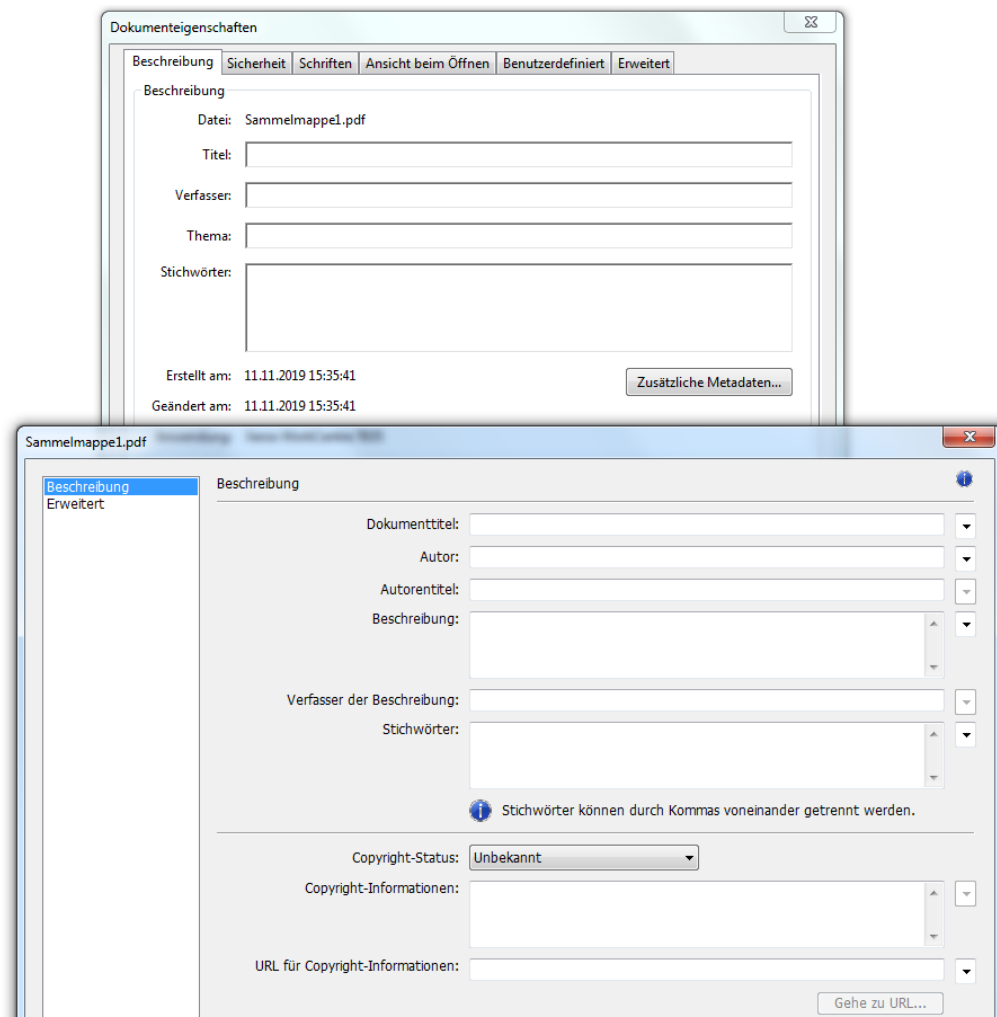 Dokumenteigenschaften
Beschreibung Sicherheit Schriften Ansicht beim Öffnen Benutzerdefiniert Erweitert
Beschreibung
Datei: Sammelmappe1.pdf
Titel:
Verfasser:
Thema:
Stichwörter:
Erstellt am: 11.11.2019 15:35:41
Zusätzliche Metadaten...
Geändert am: 11.11.2019 15:35:41
Sammelmappe1.pdf
Beschreibung
Erweitert
Beschreibung
Dokumenttitel:
Autor:
Autorentitel:
Beschreibung:
Verfasser der Beschreibung:
Stichwörter:
Stichwörter können durch Kommas voneinander getrennt werden.
Copyright-Status: Unbekannt
Copyright-Informationen:
URL für Copyright-Informationen:
Gehe zu URL...